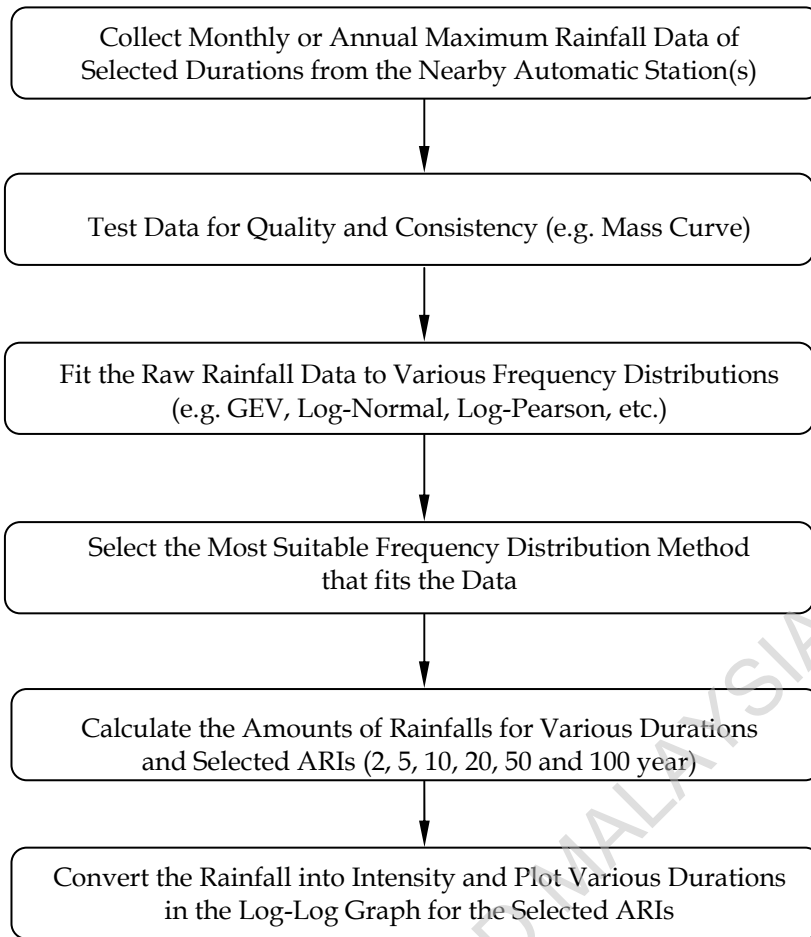 Collect Monthly or Annual Maximum Rainfall Data of
Selected Durations from the Nearby Automatic Station(s)
Test Data for Quality and Consistency (e.g. Mass Curve)
Fit the Raw Rainfall Data to Various Frequency Distributions
(e.g. GEV, Log-Normal, Log-Pearson, etc.)
Select the Most Suitable Frequency Distribution Method
that fits the Data
Calculate the Amounts of Rainfalls for Various Durations
and Selected ARIs (2, 5, 10, 20, 50 and 100 year)
Convert the Rainfall into Intensity and Plot Various Durations
in the Log-Log Graph for the Selected ARIs
MALAYSIA